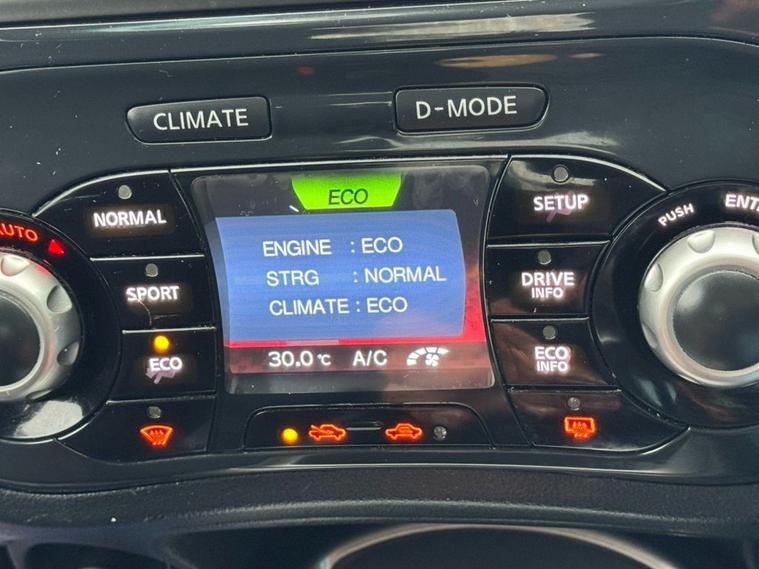 CLIMATE
D-MODE
ECO
NORMAL
SPORT
ECO
ENGINE : ECO
STRG : NORMAL
CLIMATE : ECO
30.0 °C A/C
SETUP
DRIVE
INFO
ECO
INFO
AUTO
PUSH